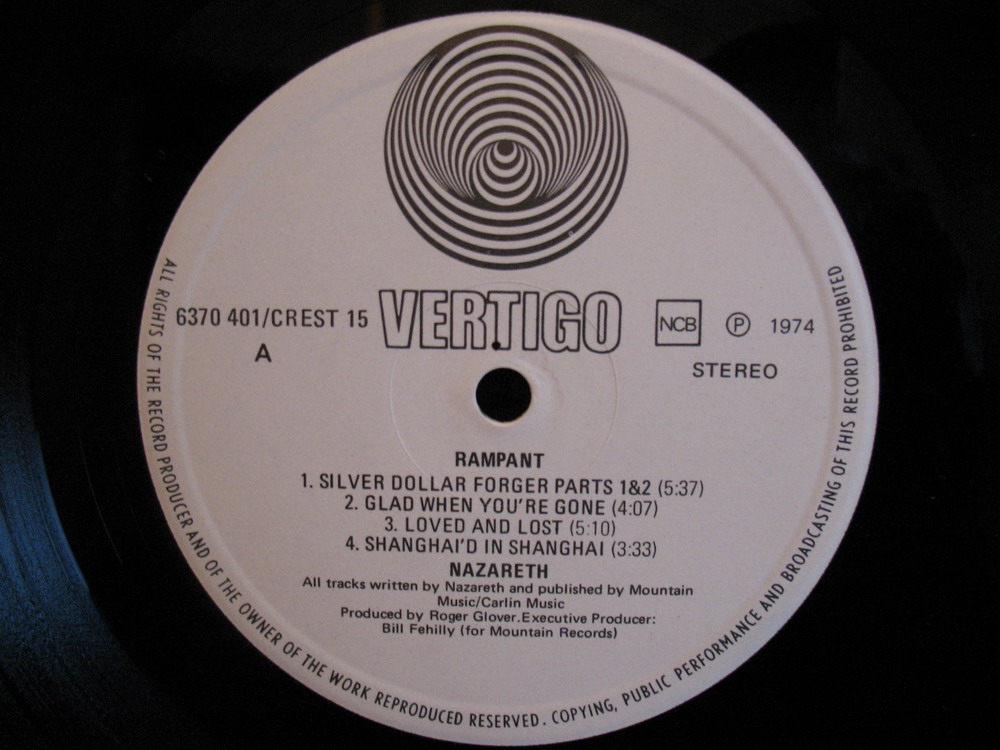 VERTIGO
6370 401/CREST 15
A
NCB
Ⓟ 1974
STEREO
RAMPANT
1. SILVER DOLLAR FORGER PARTS 1&2 (5:37)
2. GLAD WHEN YOU'RE GONE (4:07)
3. LOVED AND LOST (5:10)
4. SHANGHAI'D IN SHANGHAI (3:33)
NAZARETH
All tracks written by Nazareth and published by Mountain
Music/Carlin Music
Produced by Roger Glover.Executive Producer:
Bill Fehilly (for Mountain Records)
ALL RIGHTS OF THE RECORD PRODUCER AND OF THE OWNER OF THE WORK REPRODUCED RESERVED. COPYING, PUBLIC PERFORMANCE AND BROADCASTING OF THIS RECORD PROHIBITED